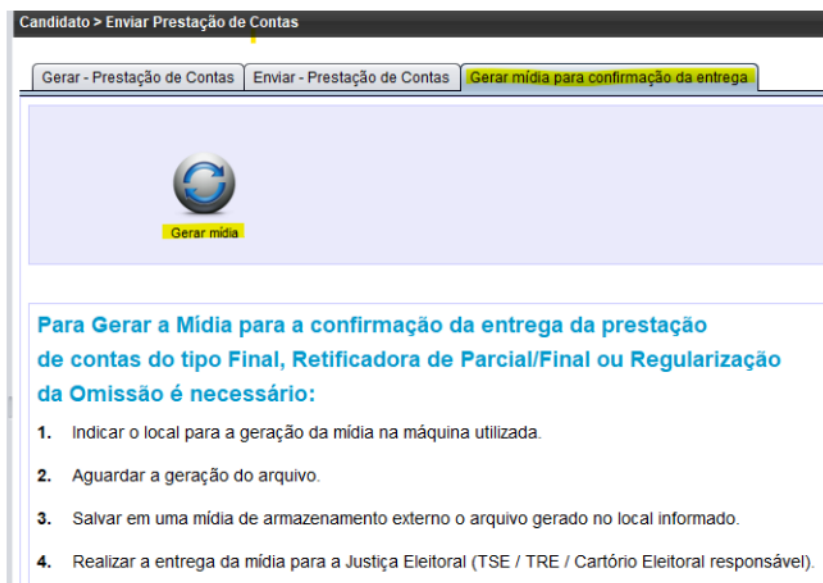 Candidato > Enviar Prestação de Contas
Gerar - Prestação de Contas Enviar - Prestação de Contas Gerar mídia para confirmação da entrega
Gerar mídia
Para Gerar a Mídia para a confirmação da entrega da prestação
de contas do tipo Final, Retificadora de Parcial/Final ou Regularização
da Omissão é necessário:
1. Indicar o local para a geração da mídia na máquina utilizada.
2. Aguardar a geração do arquivo.
3. Salvar em uma mídia de armazenamento externo o arquivo gerado no local informado.
4. Realizar a entrega da mídia para a Justiça Eleitoral (TSE / TRE / Cartório Eleitoral responsável).